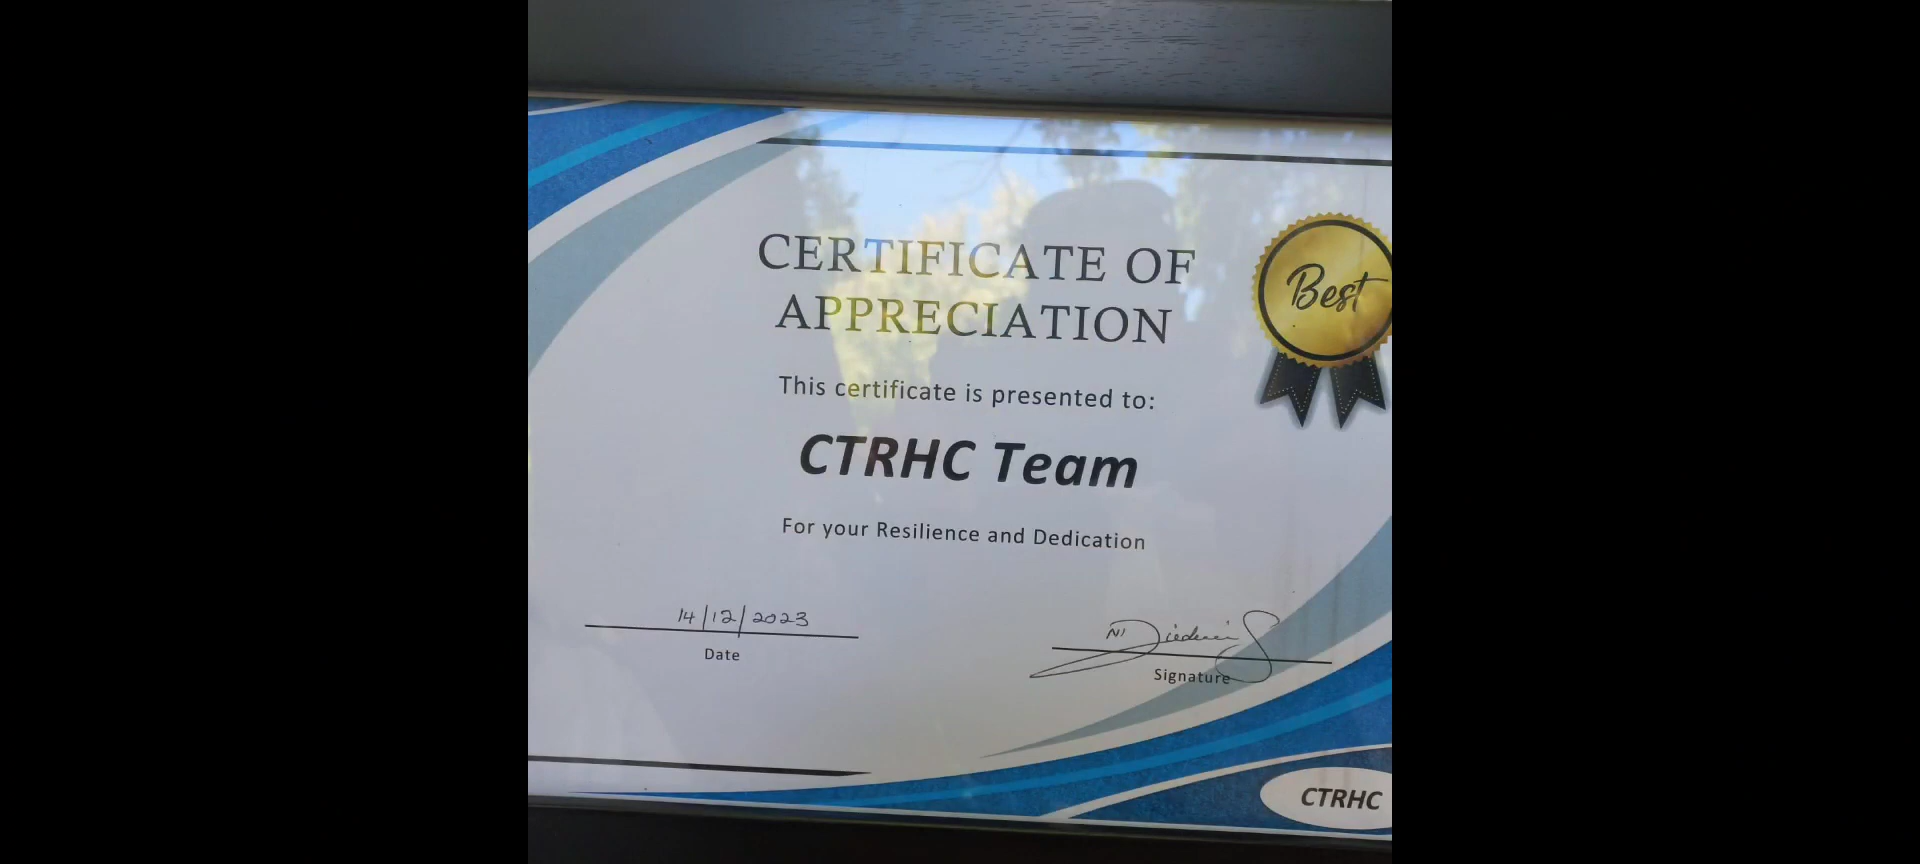 CERTIFICATE OF
APPRECIATION
Best
This certificate is presented to:
CTRHC Team
For your Resilience and Dedication
14/12/2023
Date
Signature
CTRHC